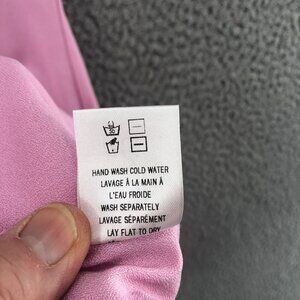 HAND WASH COLD WATER
LAVAGE À LA MAIN À
L'EAU FROIDE
WASH SEPARATELY
LAVAGE SÉPARÉMENT
LAY FLAT TO DRY